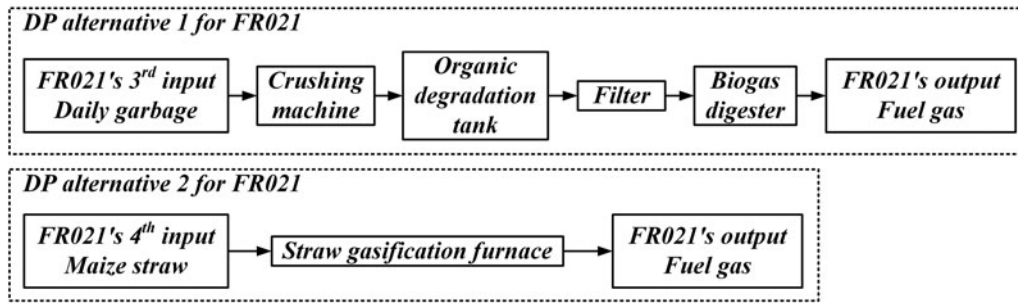 DP alternative 1 for FR021
FR021's 3rd input
Daily garbage
Crushing
machine
Organic
degradation
tank
Filter
Biogas
digester
FR021's output
Fuel gas
DP alternative 2 for FR021
FR021's 4th input
Maize straw
Straw gasification furnace
FR021's output
Fuel gas